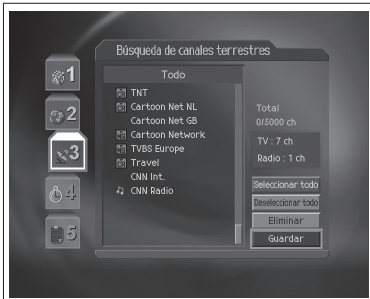 Búsqueda de canales terrestres
1
2
3
4
5
Todo
TNT
Cartoon Net NL
Cartoon Net GB
Cartoon Network
TVBS Europe
Travel
CNN Int.
CNN Radio
Total
0/5000 ch
TV : 7 ch
Radio : 1 ch
Seleccionar todo
Deseleccionar todo
Eliminar
Guardar